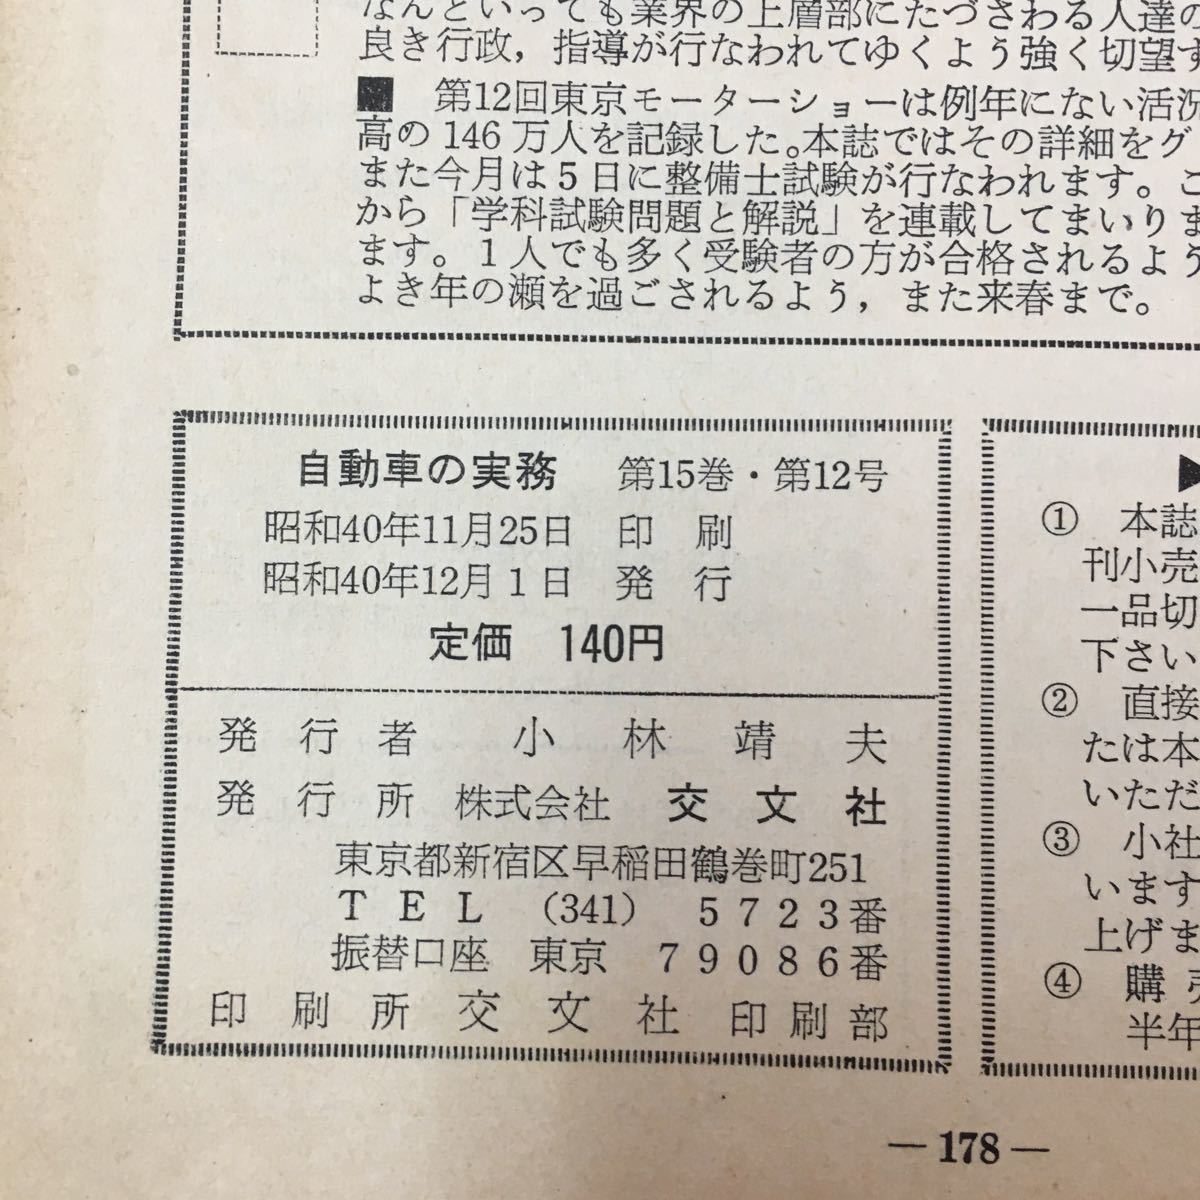 なんといっても業界の上層部にたづさわる人達の
良き行政，指導が行なわれてゆくよう強く切望す
■　第12回東京モーターショーは例年にない活況
高の146万人を記録した。本誌ではその詳細をグ
また今月は5日に整備士試験が行なわれます。こ
から「学科試験問題と解説」を連載してまいりま
ます。1人でも多く受験者の方が合格されるよう
よき年の瀬を過ごされるよう，また来春まで。
自動車の実務　第15巻・第12号
昭和40年11月25日　印　刷
昭和40年12月1日　発　行
定価　140円
発　行　者　小　林　靖　夫
発　行　所　株式会社　交　文　社
東京都新宿区早稲田鶴巻町251
TEL　(341)　5723番
振替口座　東京　79086番
印　刷　所　交　文　社　印刷部
▶
①　本誌
刊小売
一品切
下さい
②　直接
たは本
いただ
③　小社
います
上げま
④　購
半年
— 178 —